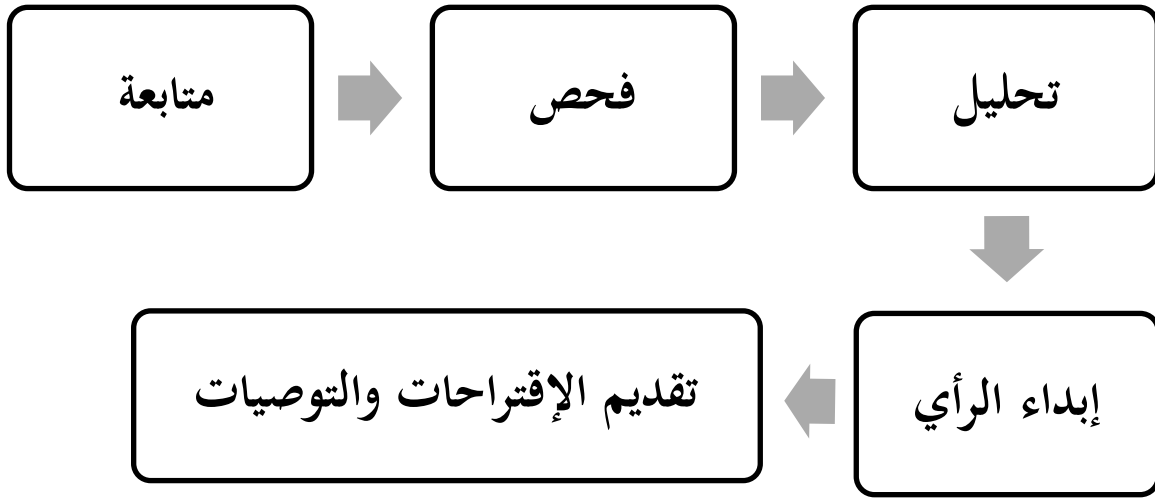 متابعة
فحص
تحليل
إبداء الرأي
تقديم الإقتراحات والتوصيات